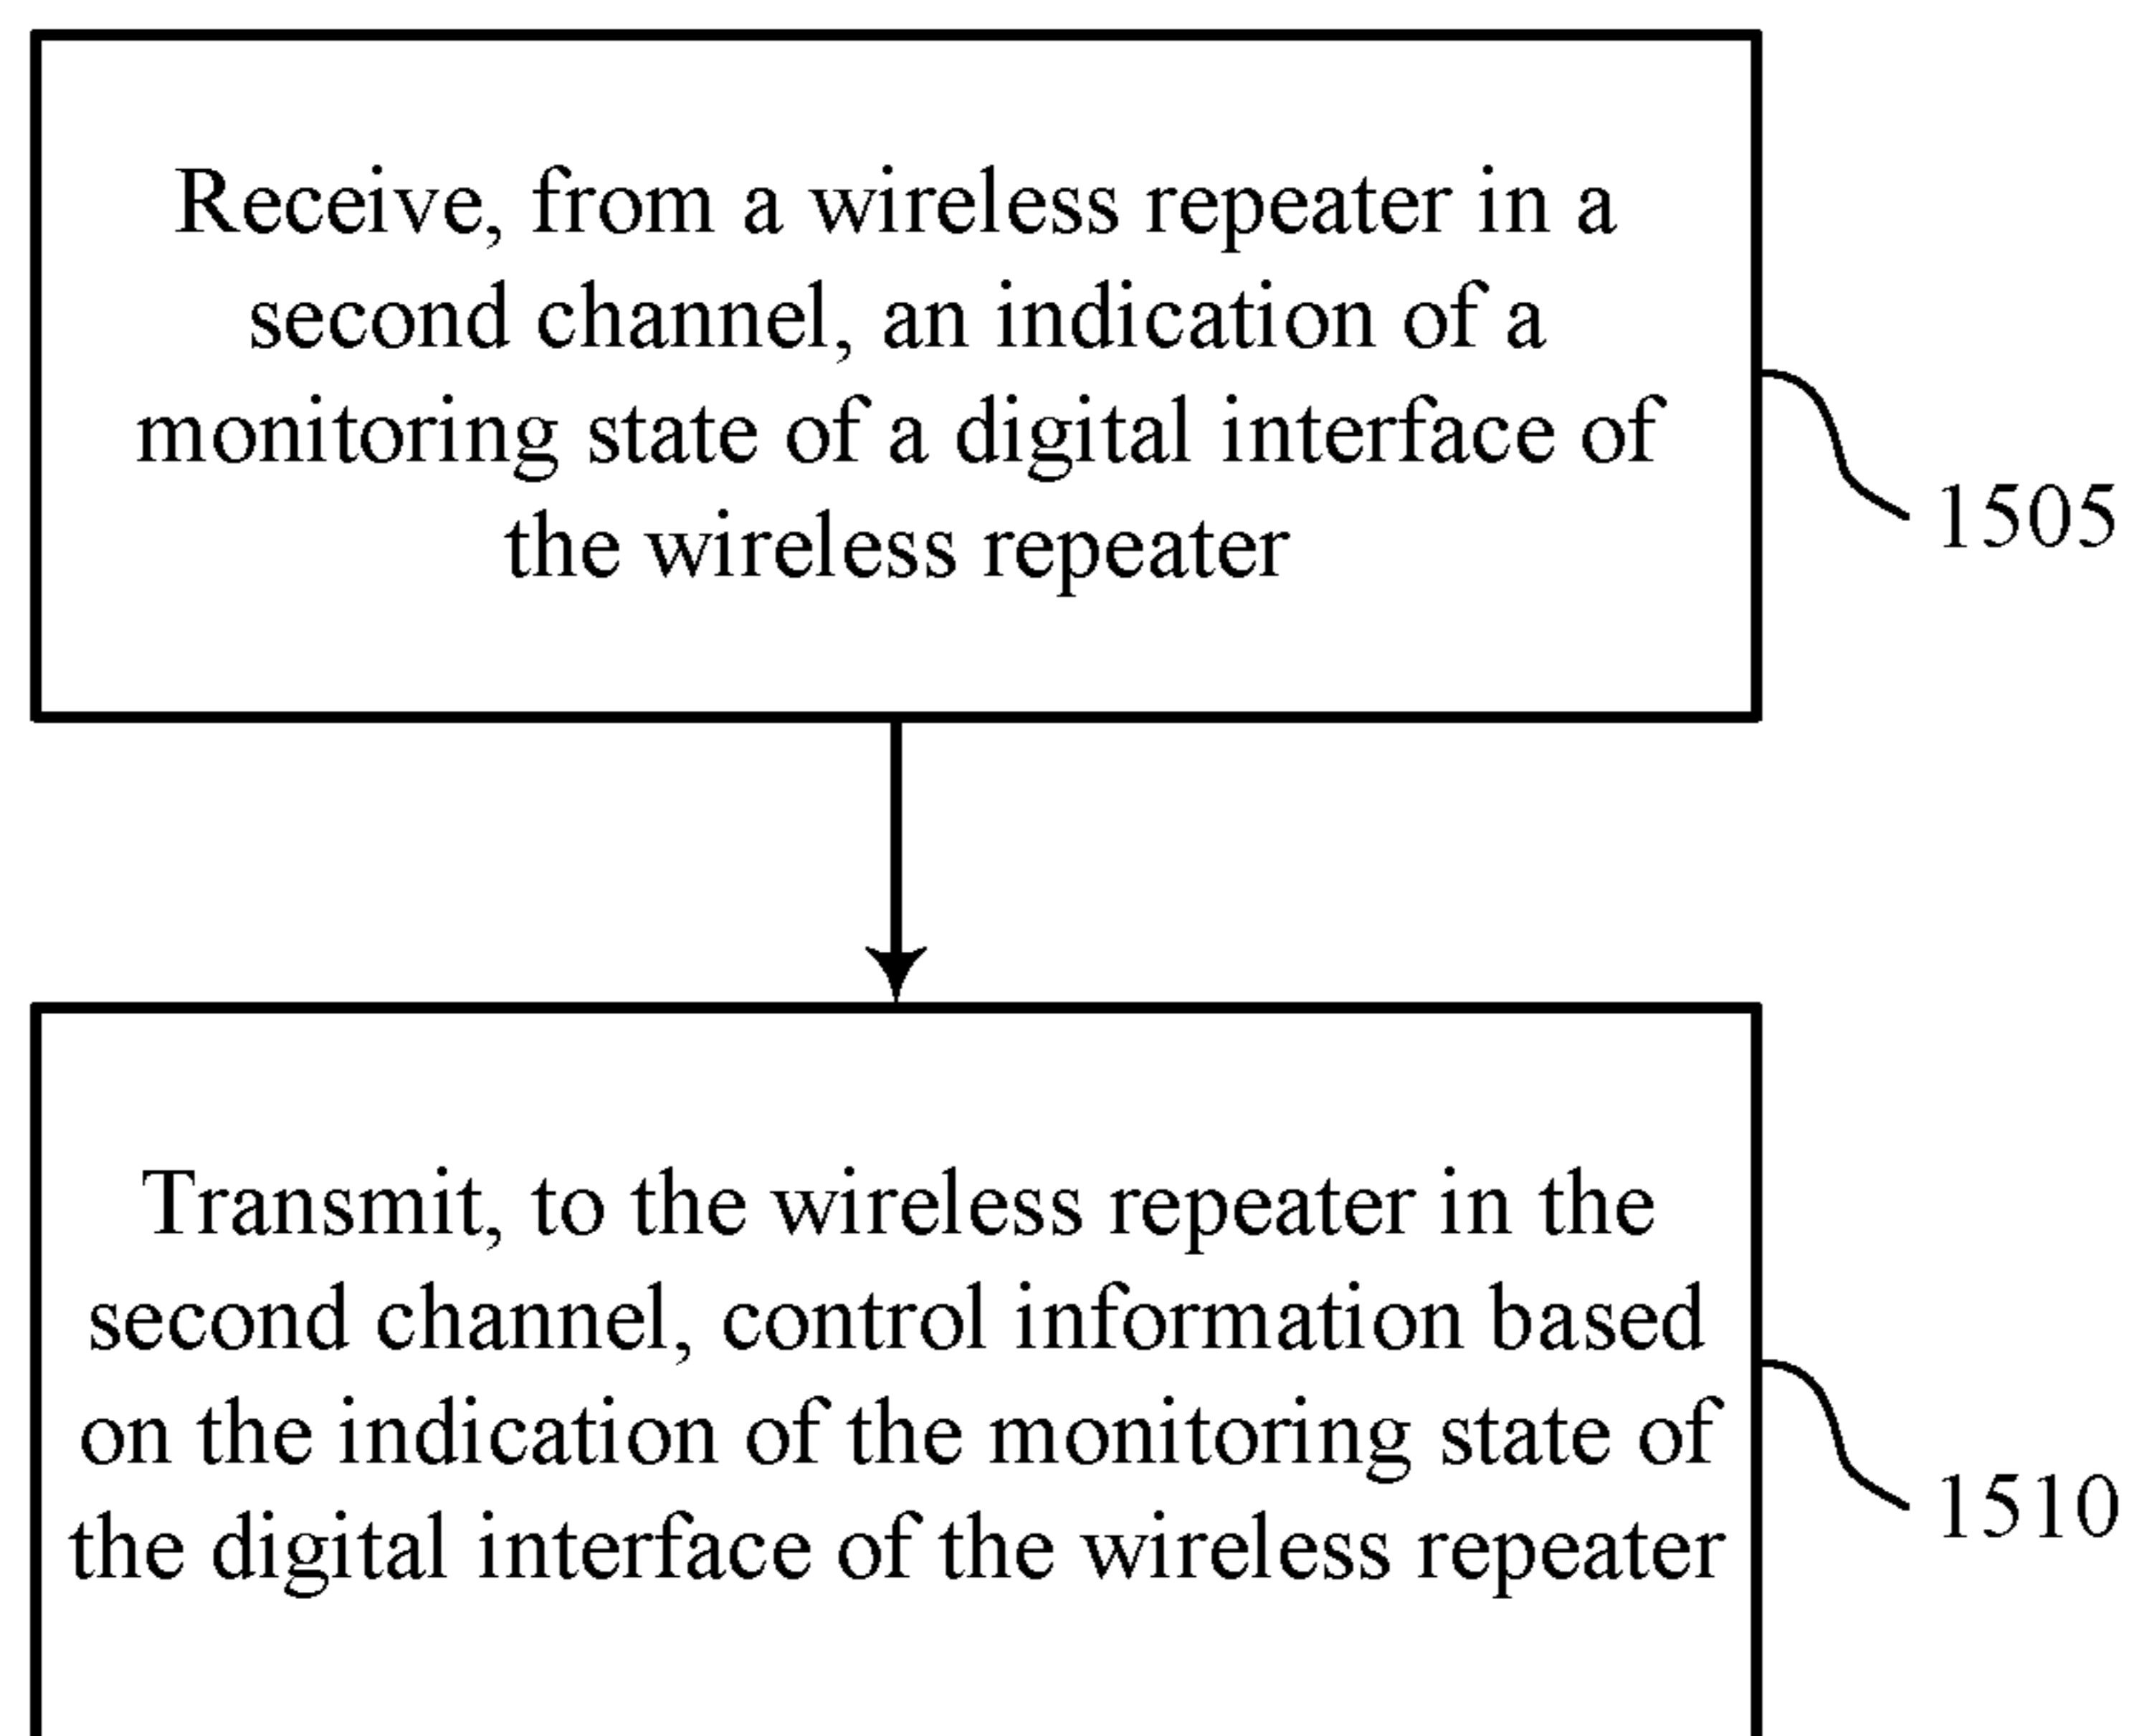 Receive, from a wireless repeater in a
second channel, an indication of a
monitoring state of a digital interface of
the wireless repeater
1505
Transmit, to the wireless repeater in the
second channel, control information based
on the indication of the monitoring state of
the digital interface of the wireless repeater
1510